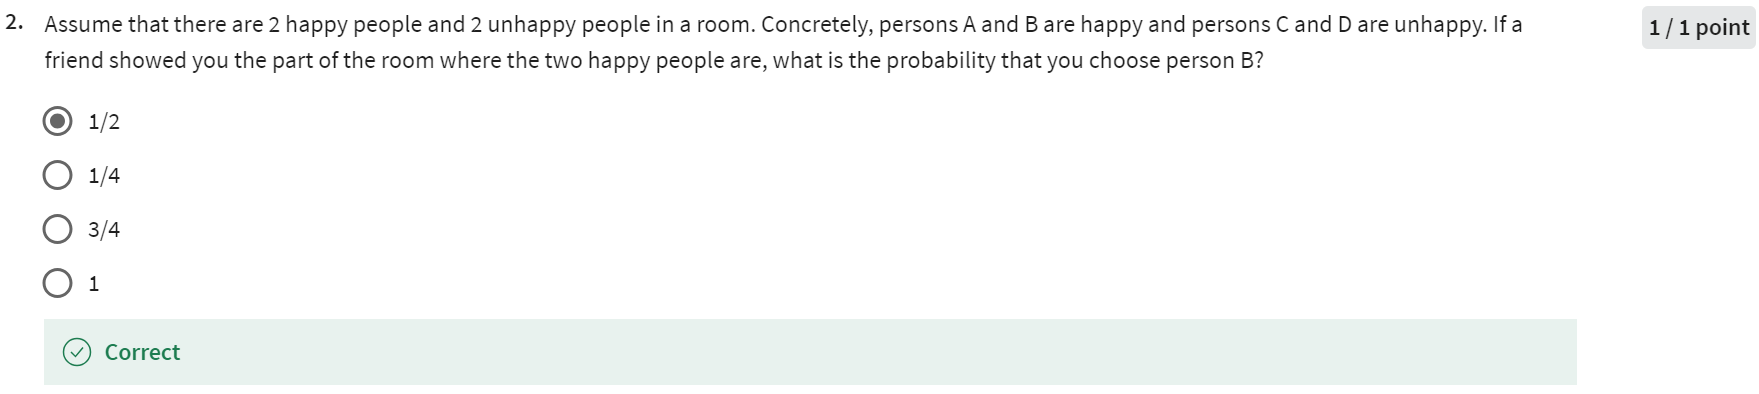 2. Assume that there are 2 happy people and 2 unhappy people in a room. Concretely, persons A and B are happy and persons C and D are unhappy. If a
friend showed you the part of the room where the two happy people are, what is the probability that you choose person B?
1 / 1 point
1/2
1/4
3/4
1
Correct